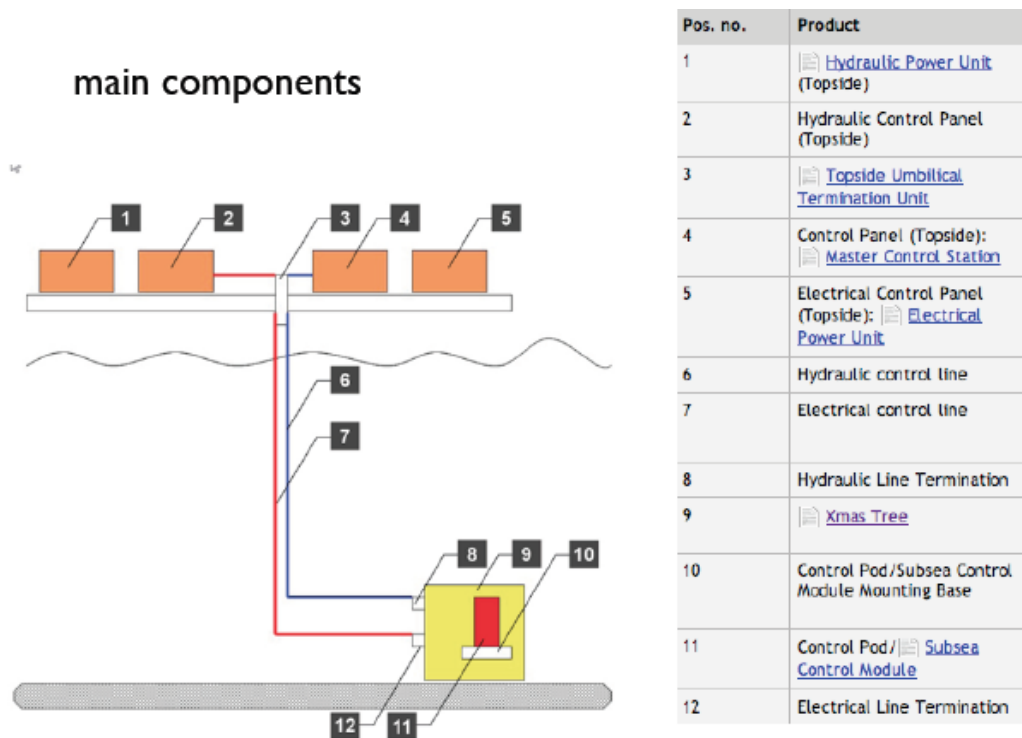 main components
1
2
3
4
5
6
7
8
9
10
12
11
Pos. no. Product
1 Hydraulic Power Unit
(Topside)
2 Hydraulic Control Panel
(Topside)
3 Topside Umbilical
Termination Unit
4 Control Panel (Topside):
Master Control Station
5 Electrical Control Panel
(Topside): Electrical
Power Unit
6 Hydraulic control line
7 Electrical control line
8 Hydraulic Line Termination
9 Xmas Tree
10 Control Pod/Subsea Control
Module Mounting Base
11 Control Pod/ Subsea
Control Module
12 Electrical Line Termination